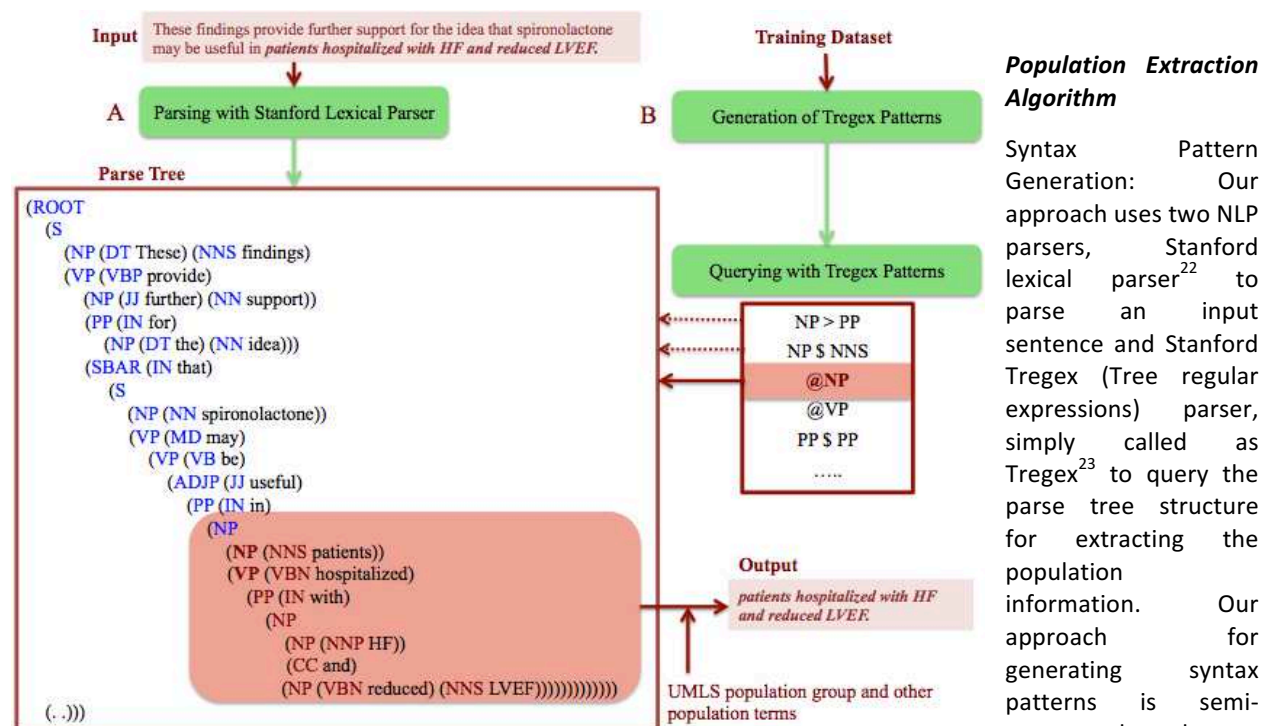 Input
These findings provide further support for the idea that spironolactone
may be useful in patients hospitalized with HF and reduced LVEF.
A
Parsing with Stanford Lexical Parser
Parse Tree
(ROOT
(S
(NP (DT These) (NNS findings)
(VP (VBP provide)
(NP (JJ further) (NN support))
(PP (IN for)
(NP (DT the) (NN idea)))
(SBAR (IN that)
(S
(NP (NN spironolactone))
(VP (MD may)
(VP (VB be)
(ADJP (JJ useful)
(PP (IN in)
(NP
(NP (NNS patients))
(VP (VBN hospitalized)
(PP (IN with)
(NP
(NP (NNP HF))
(CC and)
(NP (VBN reduced) (NNS LVEF)))))))))))))
(. .)))
Training Dataset
B
Generation of Tregex Patterns
Querying with Tregex Patterns
NP > PP
NP $ NNS
@NP
@VP
PP $ PP
.....
Output
patients hospitalized with HF
and reduced LVEF.
UMLS population group and other
population terms
Population Extraction
Algorithm
Syntax Pattern
Generation: Our
approach uses two NLP
parsers, Stanford
lexical parser22 to
parse an input
sentence and Stanford
Tregex (Tree regular
expressions) parser,
simply called as
Tregex23 to query the
parse tree structure
for extracting the
population
information. Our
approach for
generating syntax
patterns is semi-